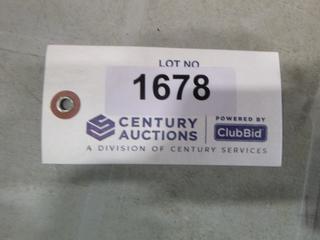 LOT NO
1678
CENTURY
AUCTIONS
POWERED BY
ClubBid
A DIVISION OF CENTURY SERVICES